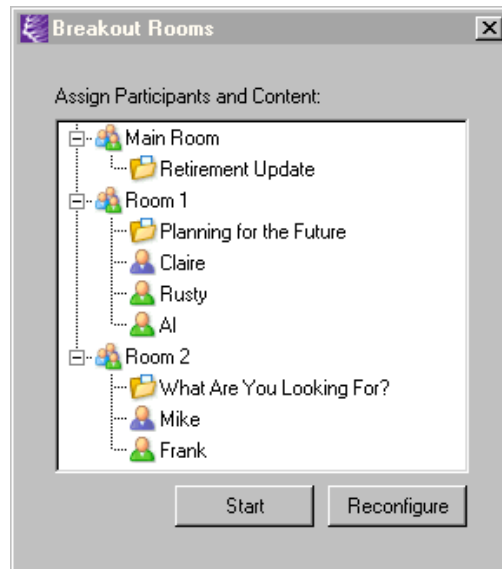 Breakout Rooms
Assign Participants and Content:
Main Room
Retirement Update
Room 1
Planning for the Future
Claire
Rusty
Al
Room 2
What Are You Looking For?
Mike
Frank
Start Reconfigure